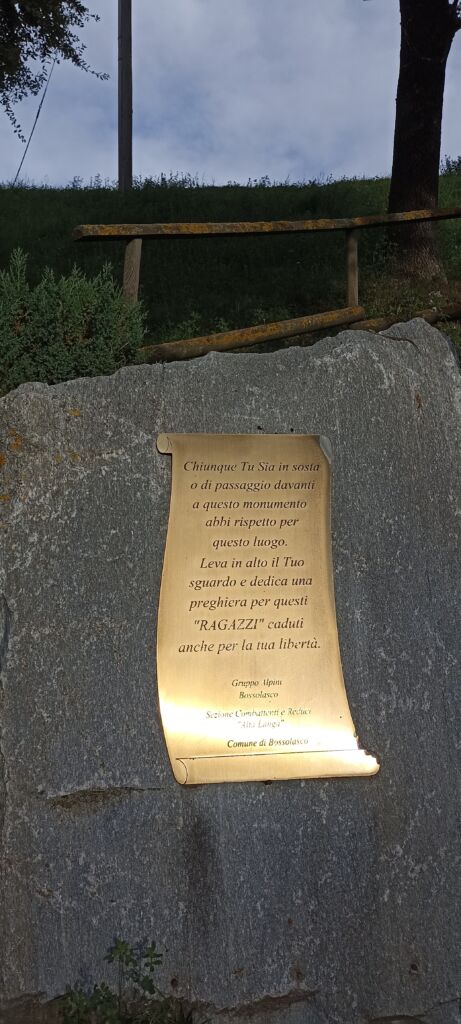 Chiunque Tu Sia in sosta
o di passaggio davanti
a questo monumento
abbi rispetto per
questo luogo.
Leva in alto il Tuo
sguardo e dedica una
preghiera per questi
"RAGAZZI" caduti
anche per la tua libertà.
Gruppo Alpini
Bossolasco
Sezione Combattenti e Reduci
"Alta Langa"
Comune di Bossolasco